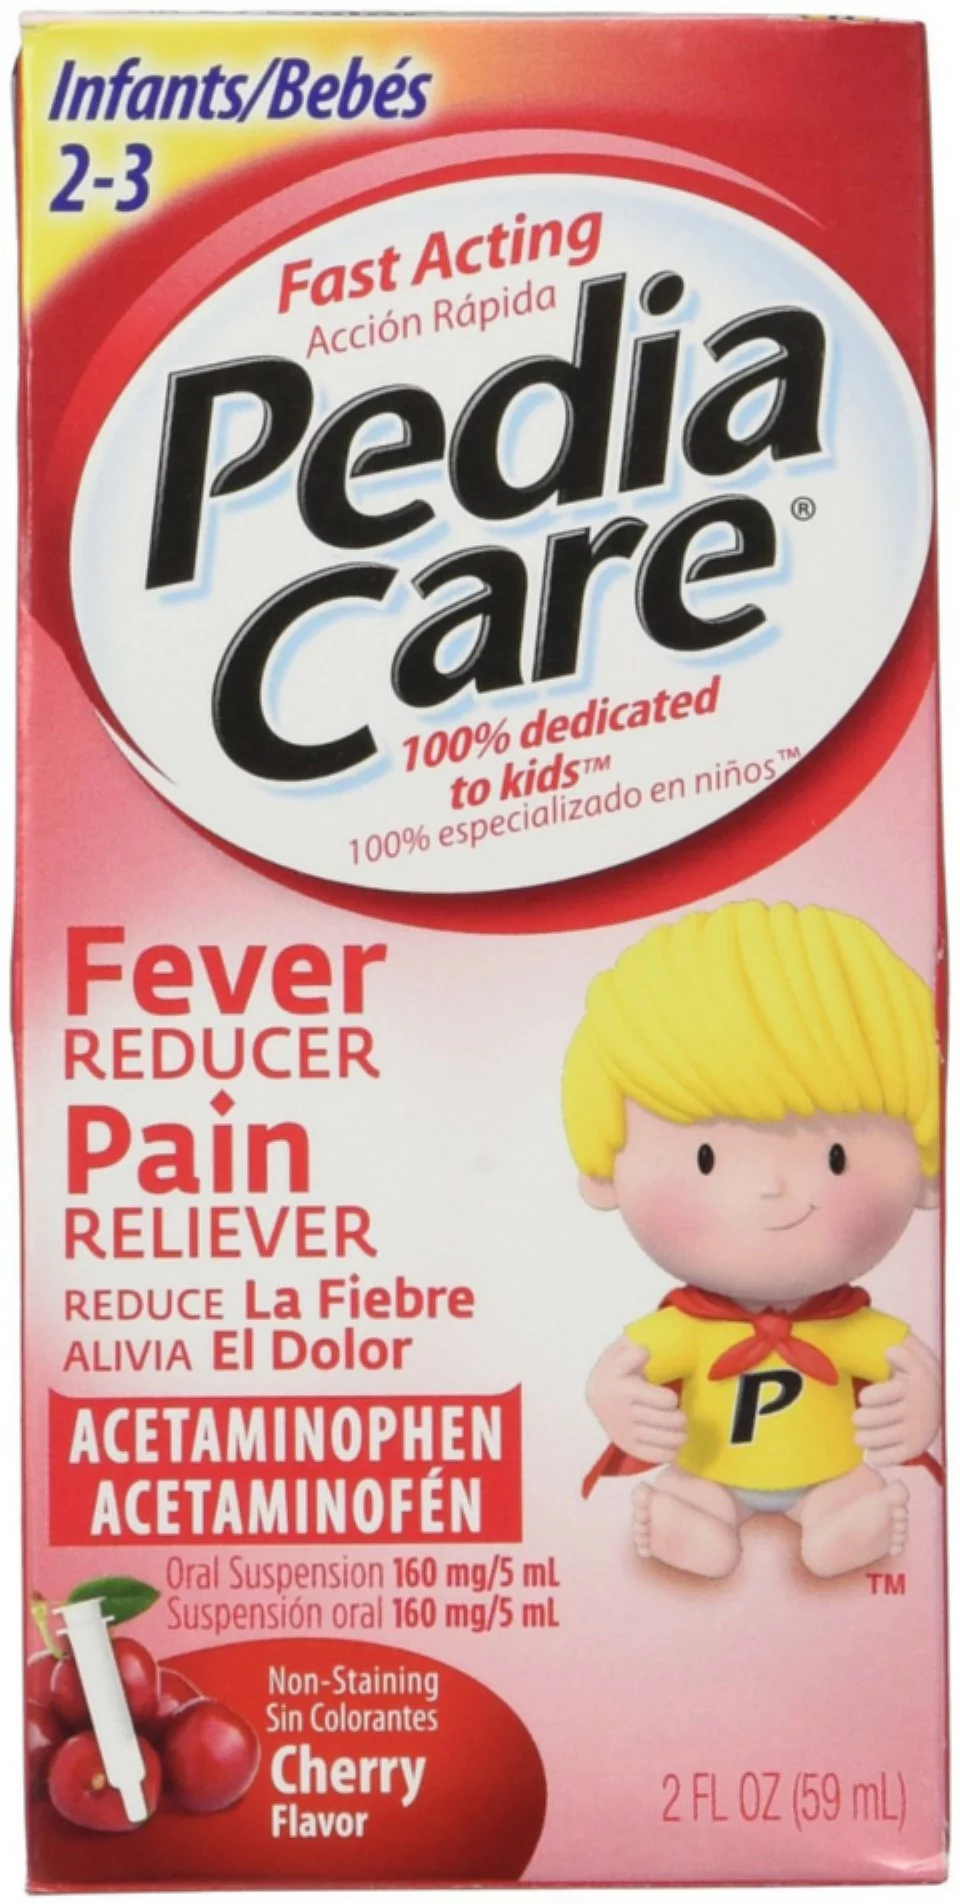 Infants/Bebés
2-3
Fast Acting
Acción Rápida
Pedia
Care®
100% dedicated
to kids™
100% especializado en niños™
Fever
REDUCER
Pain
RELIEVER
REDUCE La Fiebre
ALIVIA El Dolor
ACETAMINOPHEN
ACETAMINOFÉN
Oral Suspension 160 mg/5 mL
Suspensión oral 160 mg/5 mL
P
TM
Non-Staining
Sin Colorantes
Cherry
Flavor
2 FL OZ (59 mL)